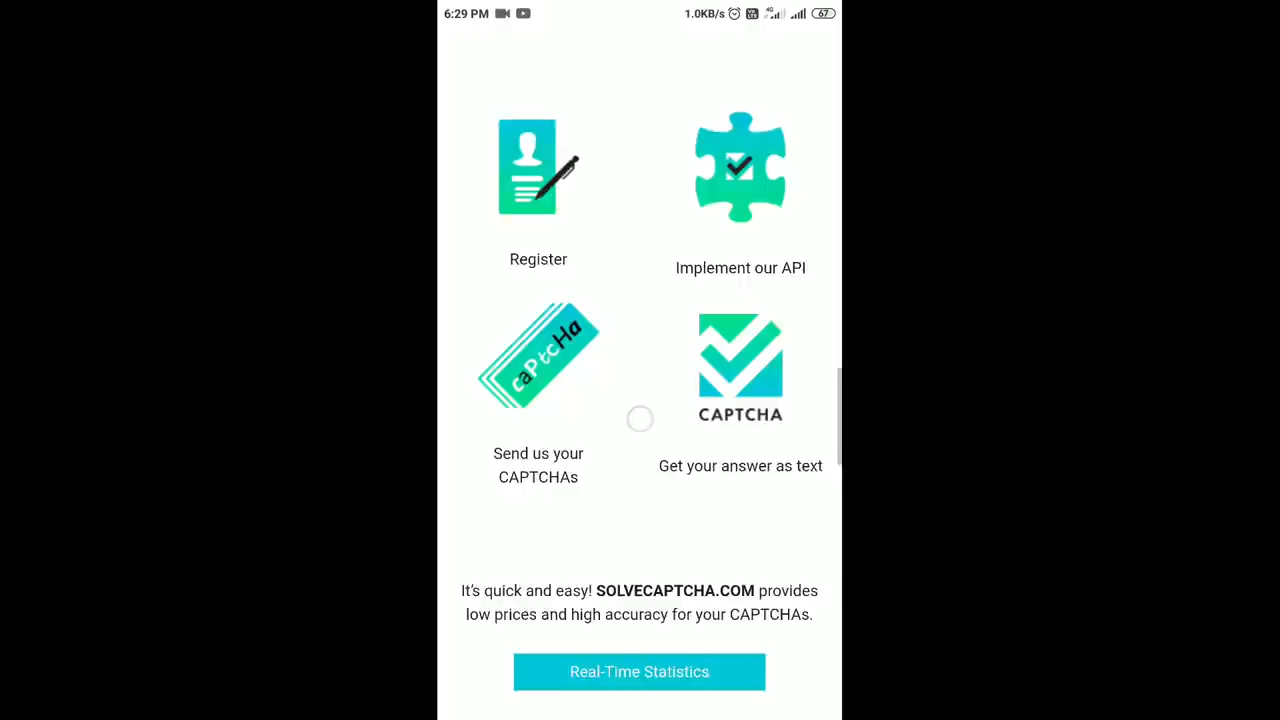 6:29 PM
1.0KB/s 4G 67
Register
Implement our API
caPtcHa
CAPTCHA
Send us your
CAPTCHAs
Get your answer as text
It's quick and easy! SOLVECAPTCHA.COM provides
low prices and high accuracy for your CAPTCHAs.
Real-Time Statistics